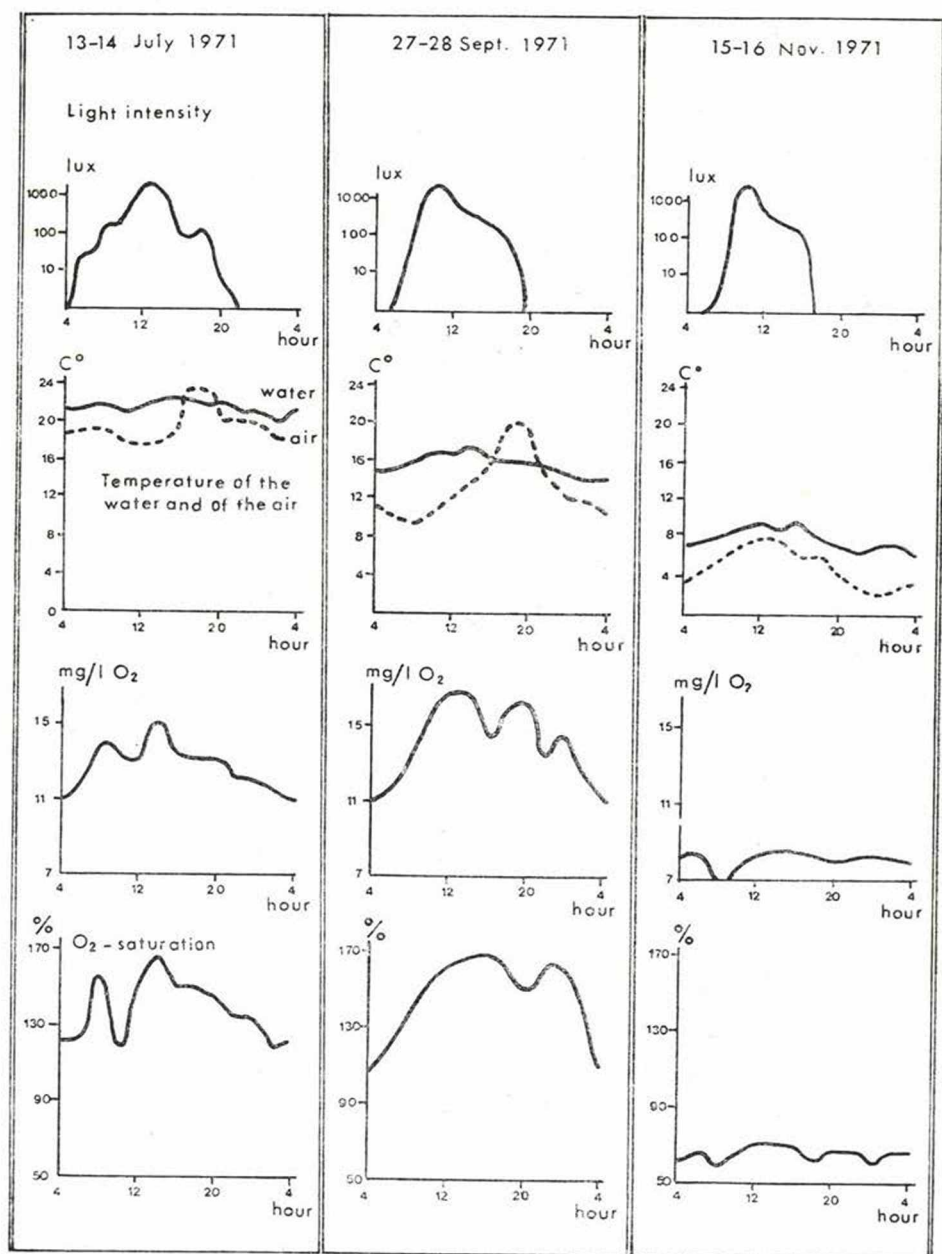 13-14 July 1971
Light intensity
lux
1000
100
10
4 12 20 4
hour
C°
24
20
16
12
8
4
0
water
air
Temperature of the
water and of the air
4 12 20 4
hour
mg/l O₂
15
11
7
4 12 20 4
hour
%
O₂-saturation
170
130
90
50
4 12 20 4
hour
27-28 Sept. 1971
lux
1000
100
10
4 12 20 4
hour
C°
24
20
16
12
8
4
4 12 20 4
hour
mg/l O₂
15
11
7
4 12 20 4
hour
%
170
130
90
50
4 12 20 4
hour
15-16 Nov. 1971
lux
1000
100
10
4 12 20 4
hour
C°
24
20
16
12
8
4
4 12 20 4
hour
mg/l O₂
15
11
7
4 12 20 4
hour
%
170
130
90
50
4 12 20 4
hour